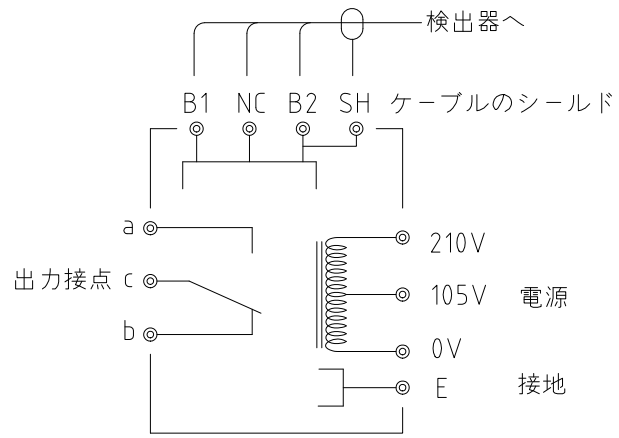 検出器へ
B1 NC B2 SH ケーブルのシールド
a
210V
出力接点 c
105V 電源
b
0V
E 接地